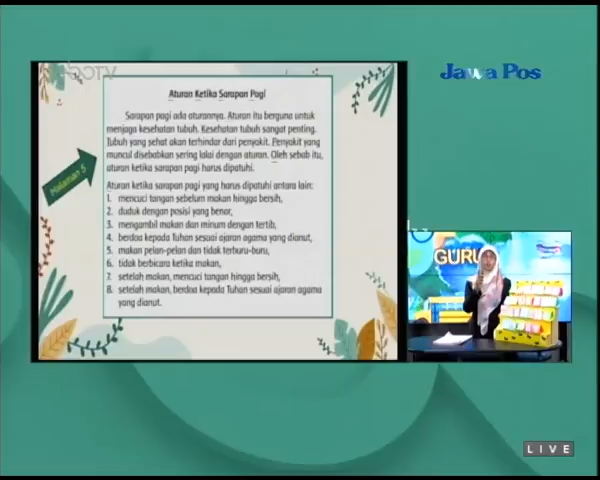 Jawa Pos
Aturan Ketika Sarapan Pagi
Sarapan pagi ada aturannya. Aturan itu berguna untuk
menjaga kesehatan tubuh. Kesehatan tubuh sangat penting.
Tubuh yang sehat akan terhindar dari penyakit. Penyakit yang
muncul disebabkan sering lalai dengan aturan. Oleh sebab itu,
aturan ketika sarapan pagi harus dipatuhi.
Halaman 5
Aturan ketika sarapan pagi yang harus dipatuhi antara lain:
1. mencuci tangan sebelum makan hingga bersih,
2. duduk dengan posisi yang benar,
3. mengambil makan dan minum dengan tertib,
4. berdoa kepada Tuhan sesuai ajaran agama yang dianut,
5. makan pelan-pelan dan tidak terburu-buru,
6. tidak berbicara ketika makan,
7. setelah makan, mencuci tangan hingga bersih,
8. setelah makan, berdoa kepada Tuhan sesuai ajaran agama
yang dianut.
GURU
LIVE